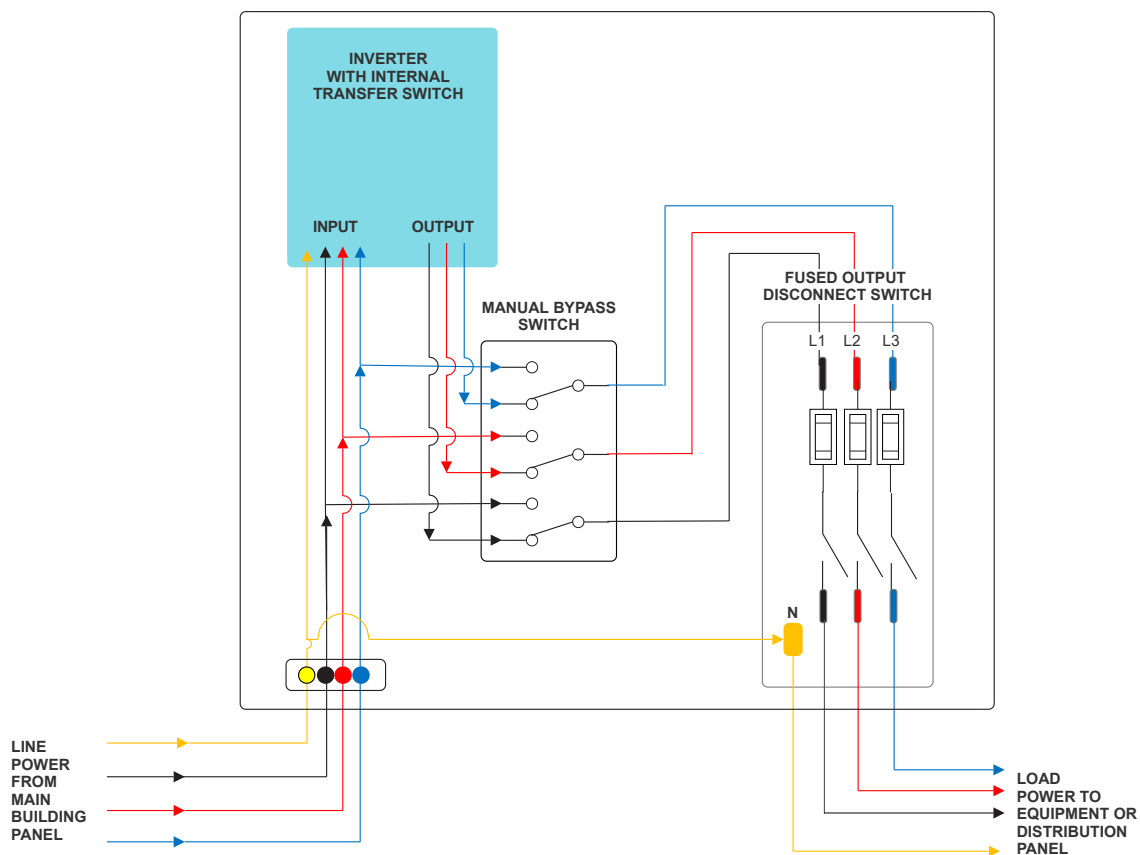 INVERTER
WITH INTERNAL
TRANSFER SWITCH
INPUT
OUTPUT
MANUAL BYPASS
SWITCH
FUSED OUTPUT
DISCONNECT SWITCH
L1
L2
L3
N
LINE
POWER
FROM
MAIN
BUILDING
PANEL
LOAD
POWER TO
EQUIPMENT OR
DISTRIBUTION
PANEL